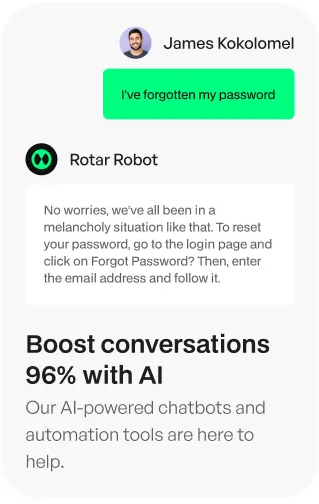 James Kokolomel
I've forgotten my password
Rotar Robot
No worries, we've all been in a
melancholy situation like that. To reset
your password, go to the login page and
click on Forgot Password? Then, enter
the email address and follow it.
Boost conversations
96% with AI
Our AI-powered chatbots and
automation tools are here to
help.